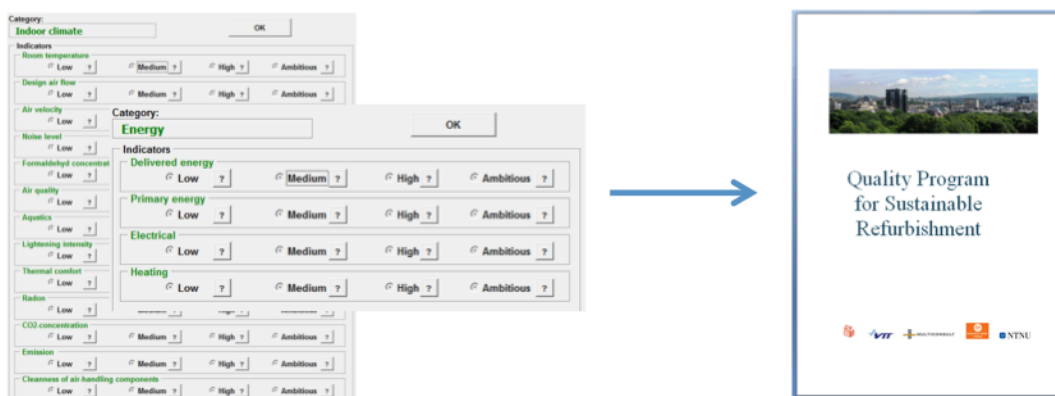 Category:
Indoor climate
OK
Indicators
Room temperature
Low ? Medium ? High ? Ambitious ?
Design air flow
Low ? Medium ? High ? Ambitious ?
Air velocity
Low ?
Noise level
Low ?
Formaldehyd concentrat
Low ?
Air quality
Low ?
Aquatics
Low ?
Lightening intensity
Low ?
Thermal comfort
Low ?
Radon
Low ?
CO2 concentration
Low ? Medium ? High ? Ambitious ?
Emission
Low ? Medium ? High ? Ambitious ?
Cleanness of air-handling components
Low ? Medium ? High ? Ambitious ?
Category:
Energy
OK
Indicators
Delivered energy
Low ? Medium ? High ? Ambitious ?
Primary energy
Low ? Medium ? High ? Ambitious ?
Electrical
Low ? Medium ? High ? Ambitious ?
Heating
Low ? Medium ? High ? Ambitious ?
Quality Program
for Sustainable
Refurbishment
VTT MULTICONSULT NTNU